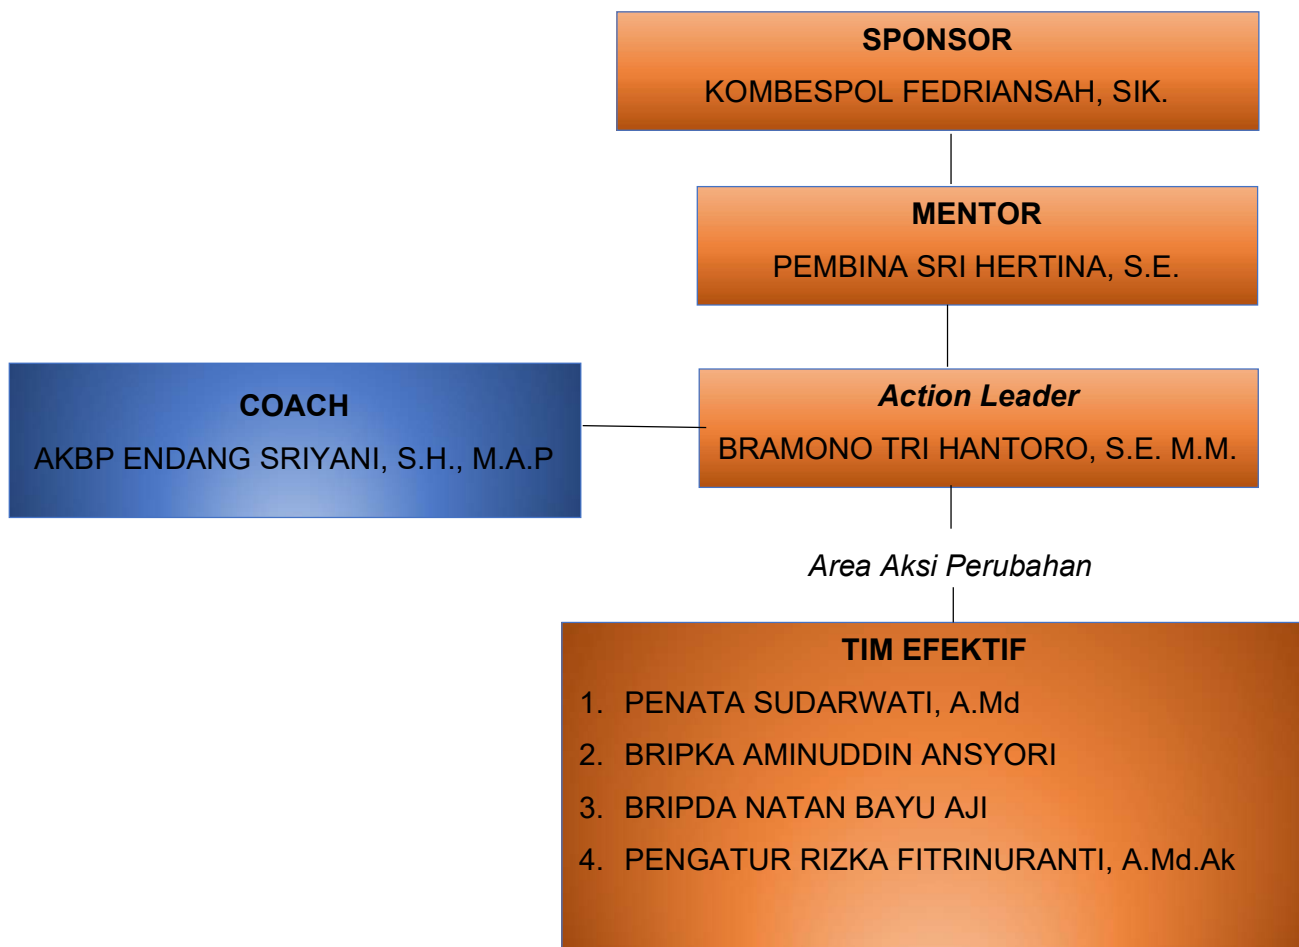 SPONSOR
KOMBESPOL FEDRIANSAH, SIK.
MENTOR
PEMBINA SRI HERTINA, S.E.
COACH
AKBP ENDANG SRIYANI, S.H., M.A.P
Action Leader
BRAMONO TRI HANTORO, S.E. M.M.
Area Aksi Perubahan
TIM EFEKTIF
1. PENATA SUDARWATI, A.Md
2. BRIPKA AMINUDDIN ANSYORI
3. BRIPDA NATAN BAYU AJI
4. PENGATUR RIZKA FITRINURANTI, A.Md.Ak